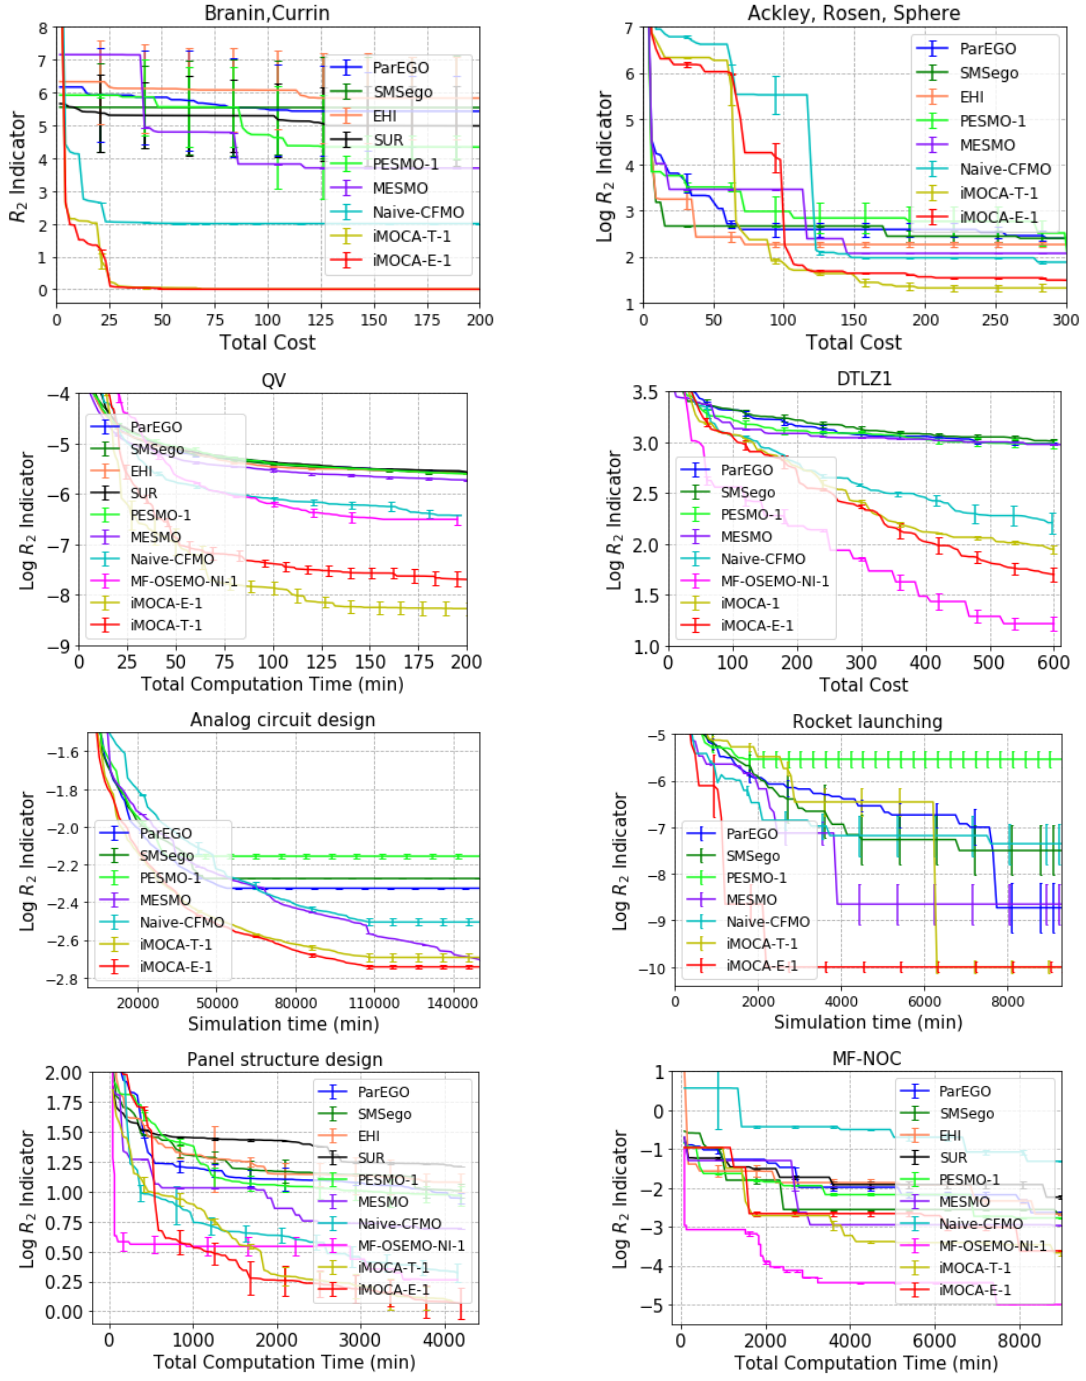 Branin,Currin
R2 Indicator
8
7
6
5
4
3
2
1
0
ParEGO
SMSego
EHI
SUR
PESMO-1
MESMO
Naive-CFMO
iMOCA-T-1
iMOCA-E-1
0 25 50 75 100 125 150 175 200
Total Cost
Ackley, Rosen, Sphere
Log R2 Indicator
7
6
5
4
3
2
1
ParEGO
SMSego
EHI
PESMO-1
MESMO
Naive-CFMO
iMOCA-T-1
iMOCA-E-1
0 50 100 150 200 250 300
Total Cost
QV
Log R2 Indicator
−4
−5
−6
−7
−8
−9
ParEGO
SMSego
EHI
SUR
PESMO-1
MESMO
Naive-CFMO
MF-OSEMO-NI-1
iMOCA-E-1
iMOCA-T-1
0 25 50 75 100 125 150 175 200
Total Computation Time (min)
DTLZ1
Log R2 Indicator
3.5
3.0
2.5
2.0
1.5
1.0
ParEGO
SMSego
PESMO-1
MESMO
Naive-CFMO
MF-OSEMO-NI-1
iMOCA-1
iMOCA-E-1
0 100 200 300 400 500 600
Total Cost
Analog circuit design
Log R2 Indicator
−1.6
−1.8
−2.0
−2.2
−2.4
−2.6
−2.8
ParEGO
SMSego
PESMO-1
MESMO
Naive-CFMO
iMOCA-T-1
iMOCA-E-1
20000 50000 80000 110000 140000
Simulation time (min)
Rocket launching
Log R2 Indicator
−5
−6
−7
−8
−9
−10
ParEGO
SMSego
PESMO-1
MESMO
Naive-CFMO
iMOCA-T-1
iMOCA-E-1
0 2000 4000 6000 8000
Simulation time (min)
Panel structure design
Log R2 Indicator
2.00
1.75
1.50
1.25
1.00
0.75
0.50
0.25
0.00
ParEGO
SMSego
EHI
SUR
PESMO-1
MESMO
Naive-CFMO
MF-OSEMO-NI-1
iMOCA-T-1
iMOCA-E-1
0 1000 2000 3000 4000
Total Computation Time (min)
MF-NOC
Log R2 Indicator
1
0
−1
−2
−3
−4
−5
ParEGO
SMSego
EHI
SUR
PESMO-1
MESMO
Naive-CFMO
MF-OSEMO-NI-1
iMOCA-T-1
iMOCA-E-1
0 2000 4000 6000 8000
Total Computation Time (min)